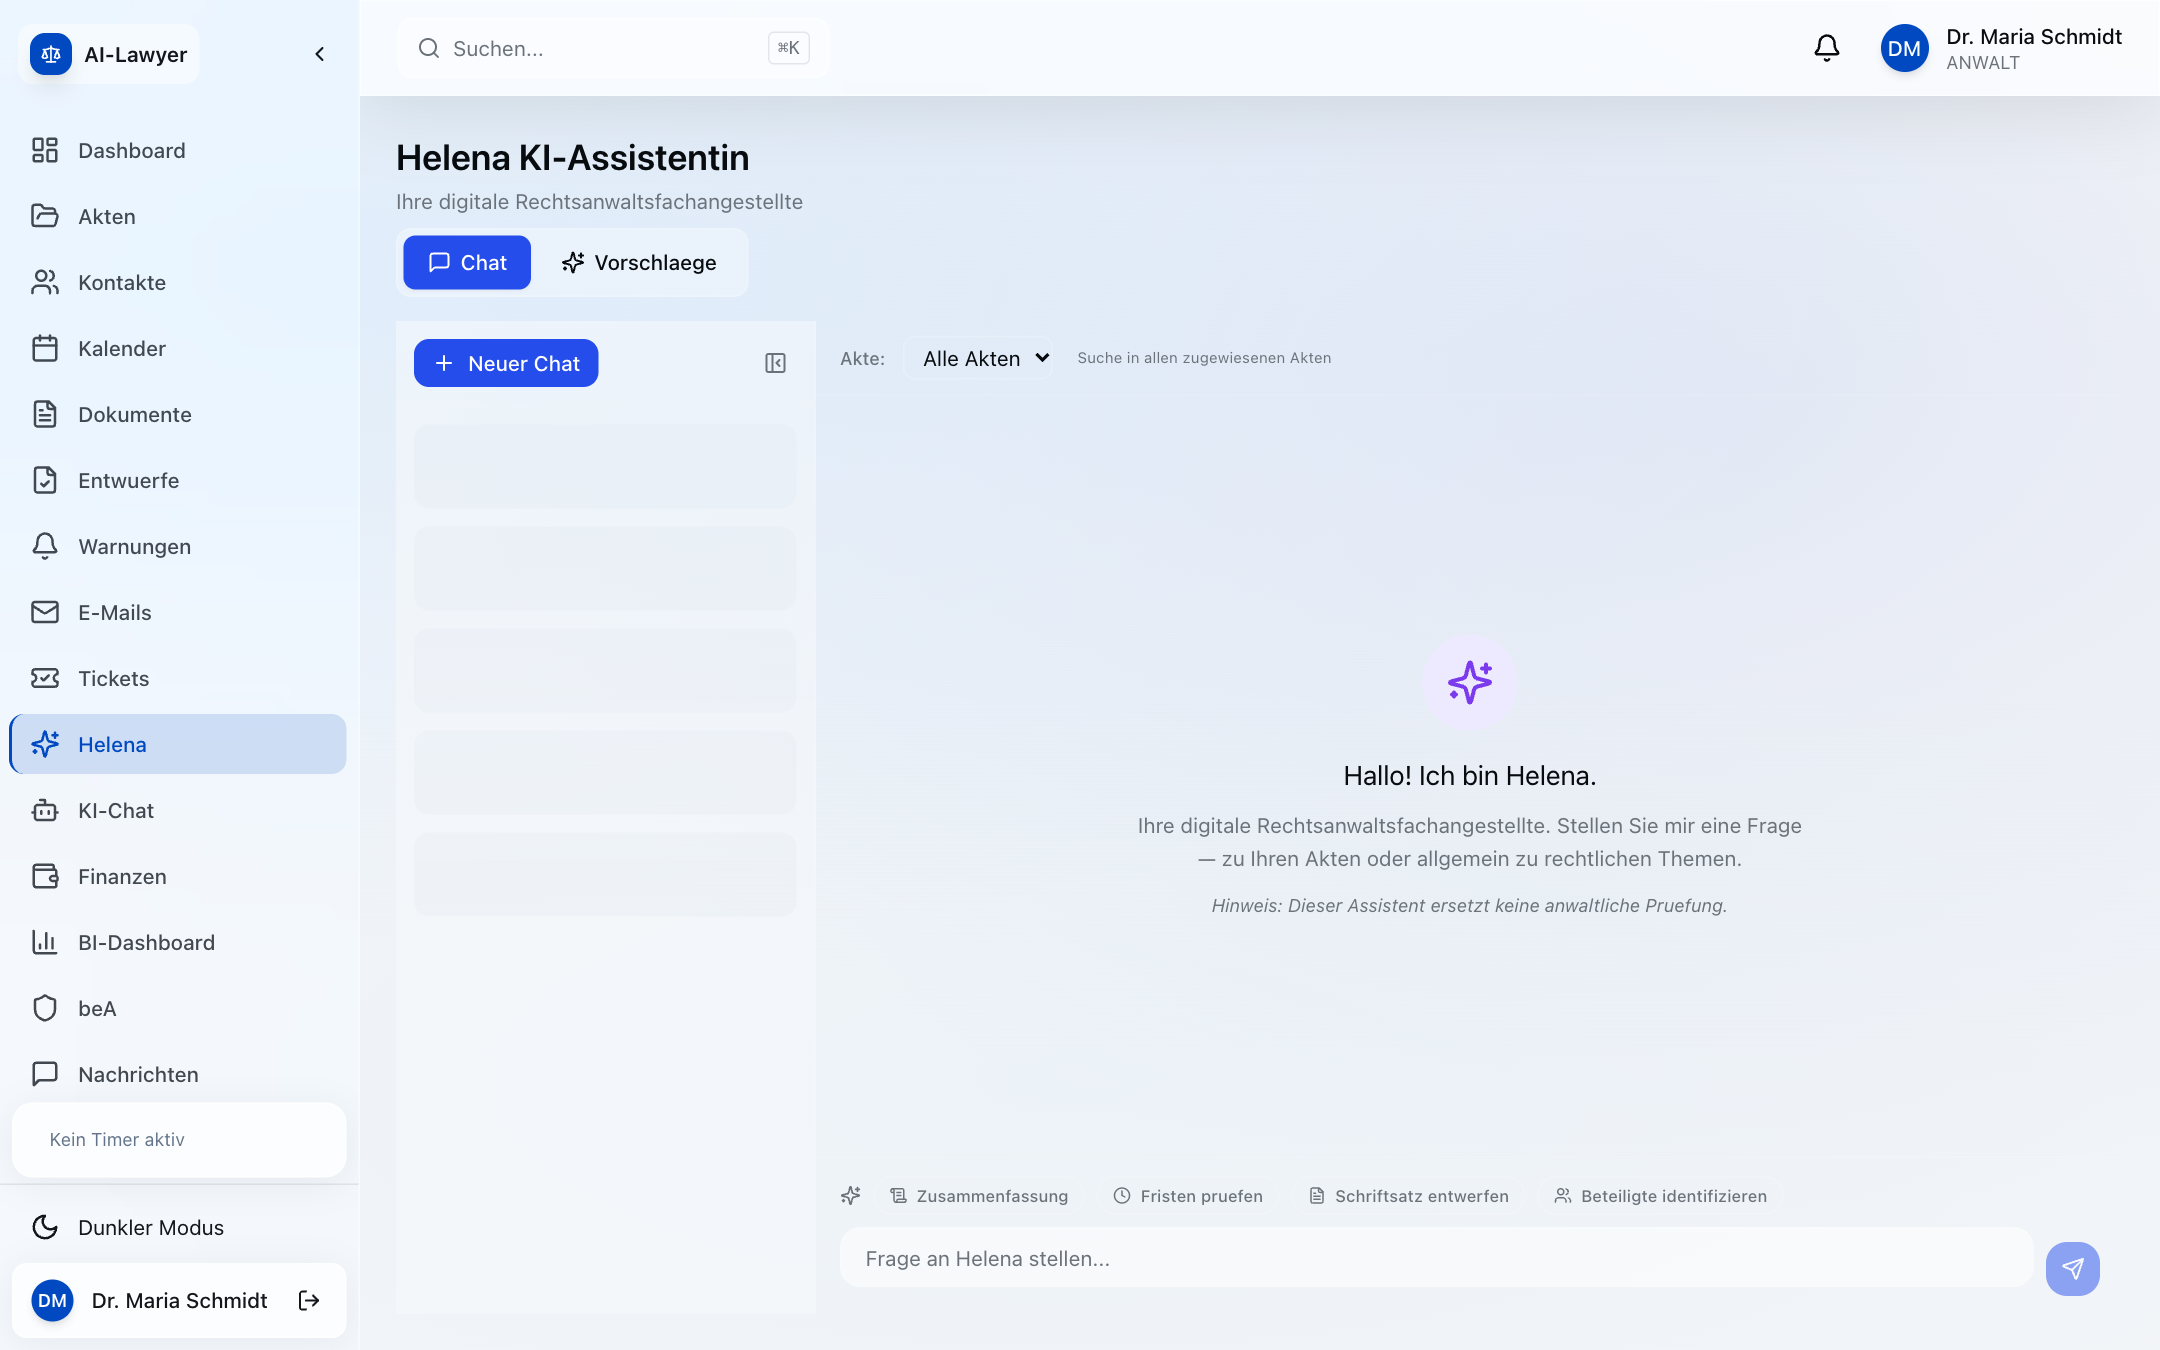 AI-Lawyer
Dashboard
Akten
Kontakte
Kalender
Dokumente
Entwuerfe
Warnungen
E-Mails
Tickets
Helena
KI-Chat
Finanzen
BI-Dashboard
beA
Nachrichten
Kein Timer aktiv
Dunkler Modus
DM Dr. Maria Schmidt
Suchen... ⌘K
DM Dr. Maria Schmidt
ANWALT
Helena KI-Assistentin
Ihre digitale Rechtsanwaltsfachangestellte
Chat Vorschlaege
Neuer Chat
Akte: Alle Akten Suche in allen zugewiesenen Akten
Hallo! Ich bin Helena.
Ihre digitale Rechtsanwaltsfachangestellte. Stellen Sie mir eine Frage
— zu Ihren Akten oder allgemein zu rechtlichen Themen.
Hinweis: Dieser Assistent ersetzt keine anwaltliche Pruefung.
Zusammenfassung Fristen pruefen Schriftsatz entwerfen Beteiligte identifizieren
Frage an Helena stellen...